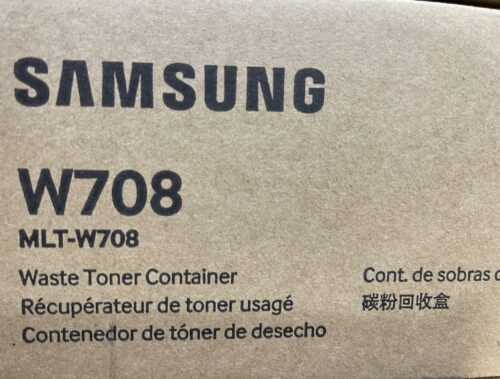 SAMSUNG
W708
MLT-W708
Waste Toner Container
Récupérateur de toner usagé
Contenedor de tóner de desecho
Cont. de sobras
碳粉回收盒